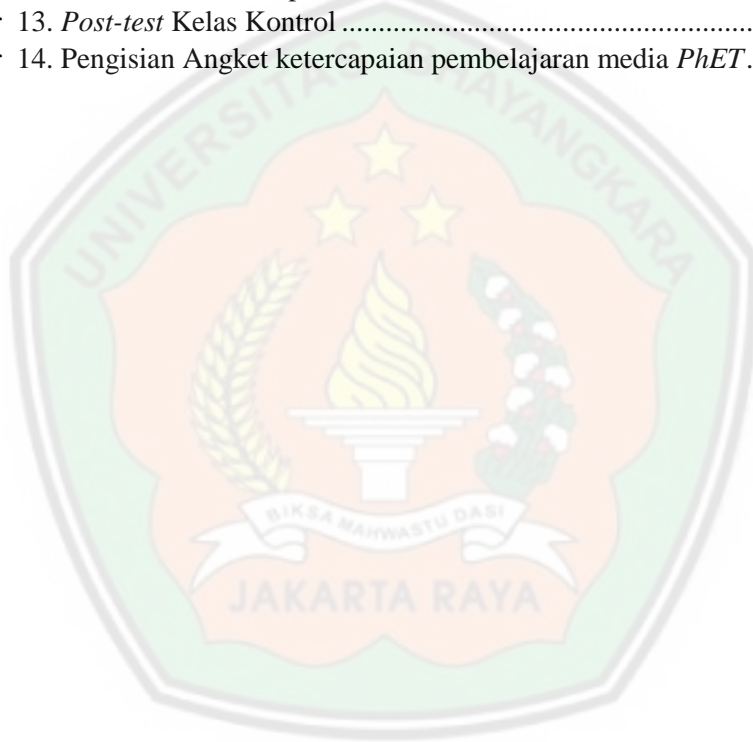 13. Post-test Kelas Kontrol ....................................................
14. Pengisian Angket ketercapaian pembelajaran media PhET .
UNIVERSITAS BHAYANGKARA
BIKSA MAHWASTU DASI
JAKARTA RAYA